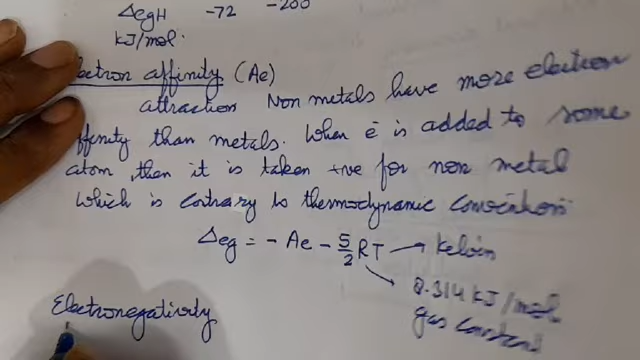 ΔegH -72 -200
KJ/mol.
ectron affinity (Ae)
attraction Non metals have more electron
ffinity than metals. When e⁻ is added to some
atom, then it is taken +ve for non metal
which is contrary to thermodynamic convention.
Δeg = - Ae - 5/2 RT → Kelvin
8.314 KJ/mol
gas constant
Electronegativity